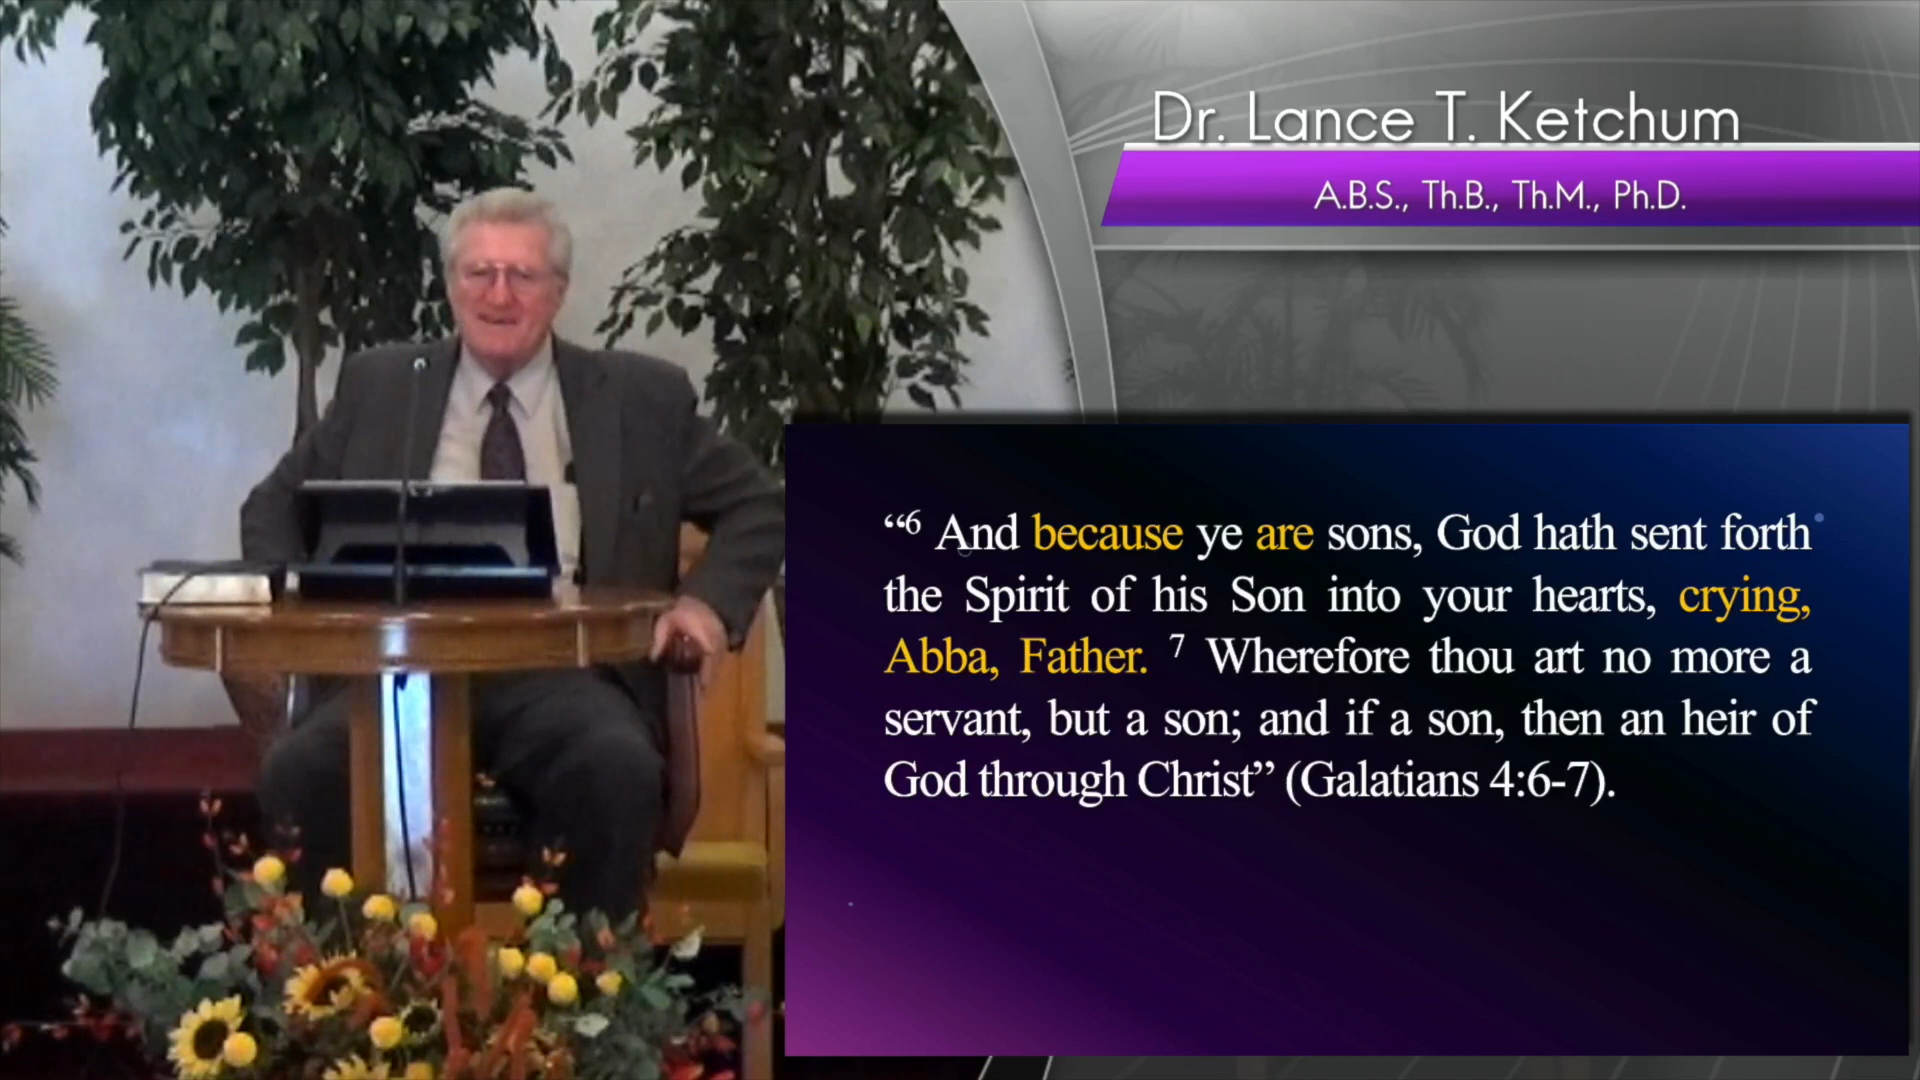 Dr. Lance T. Ketchum
A.B.S., Th.B., Th.M., Ph.D.
“6 And because ye are sons, God hath sent forth
the Spirit of his Son into your hearts, crying,
Abba, Father. 7 Wherefore thou art no more a
servant, but a son; and if a son, then an heir of
God through Christ” (Galatians 4:6-7).